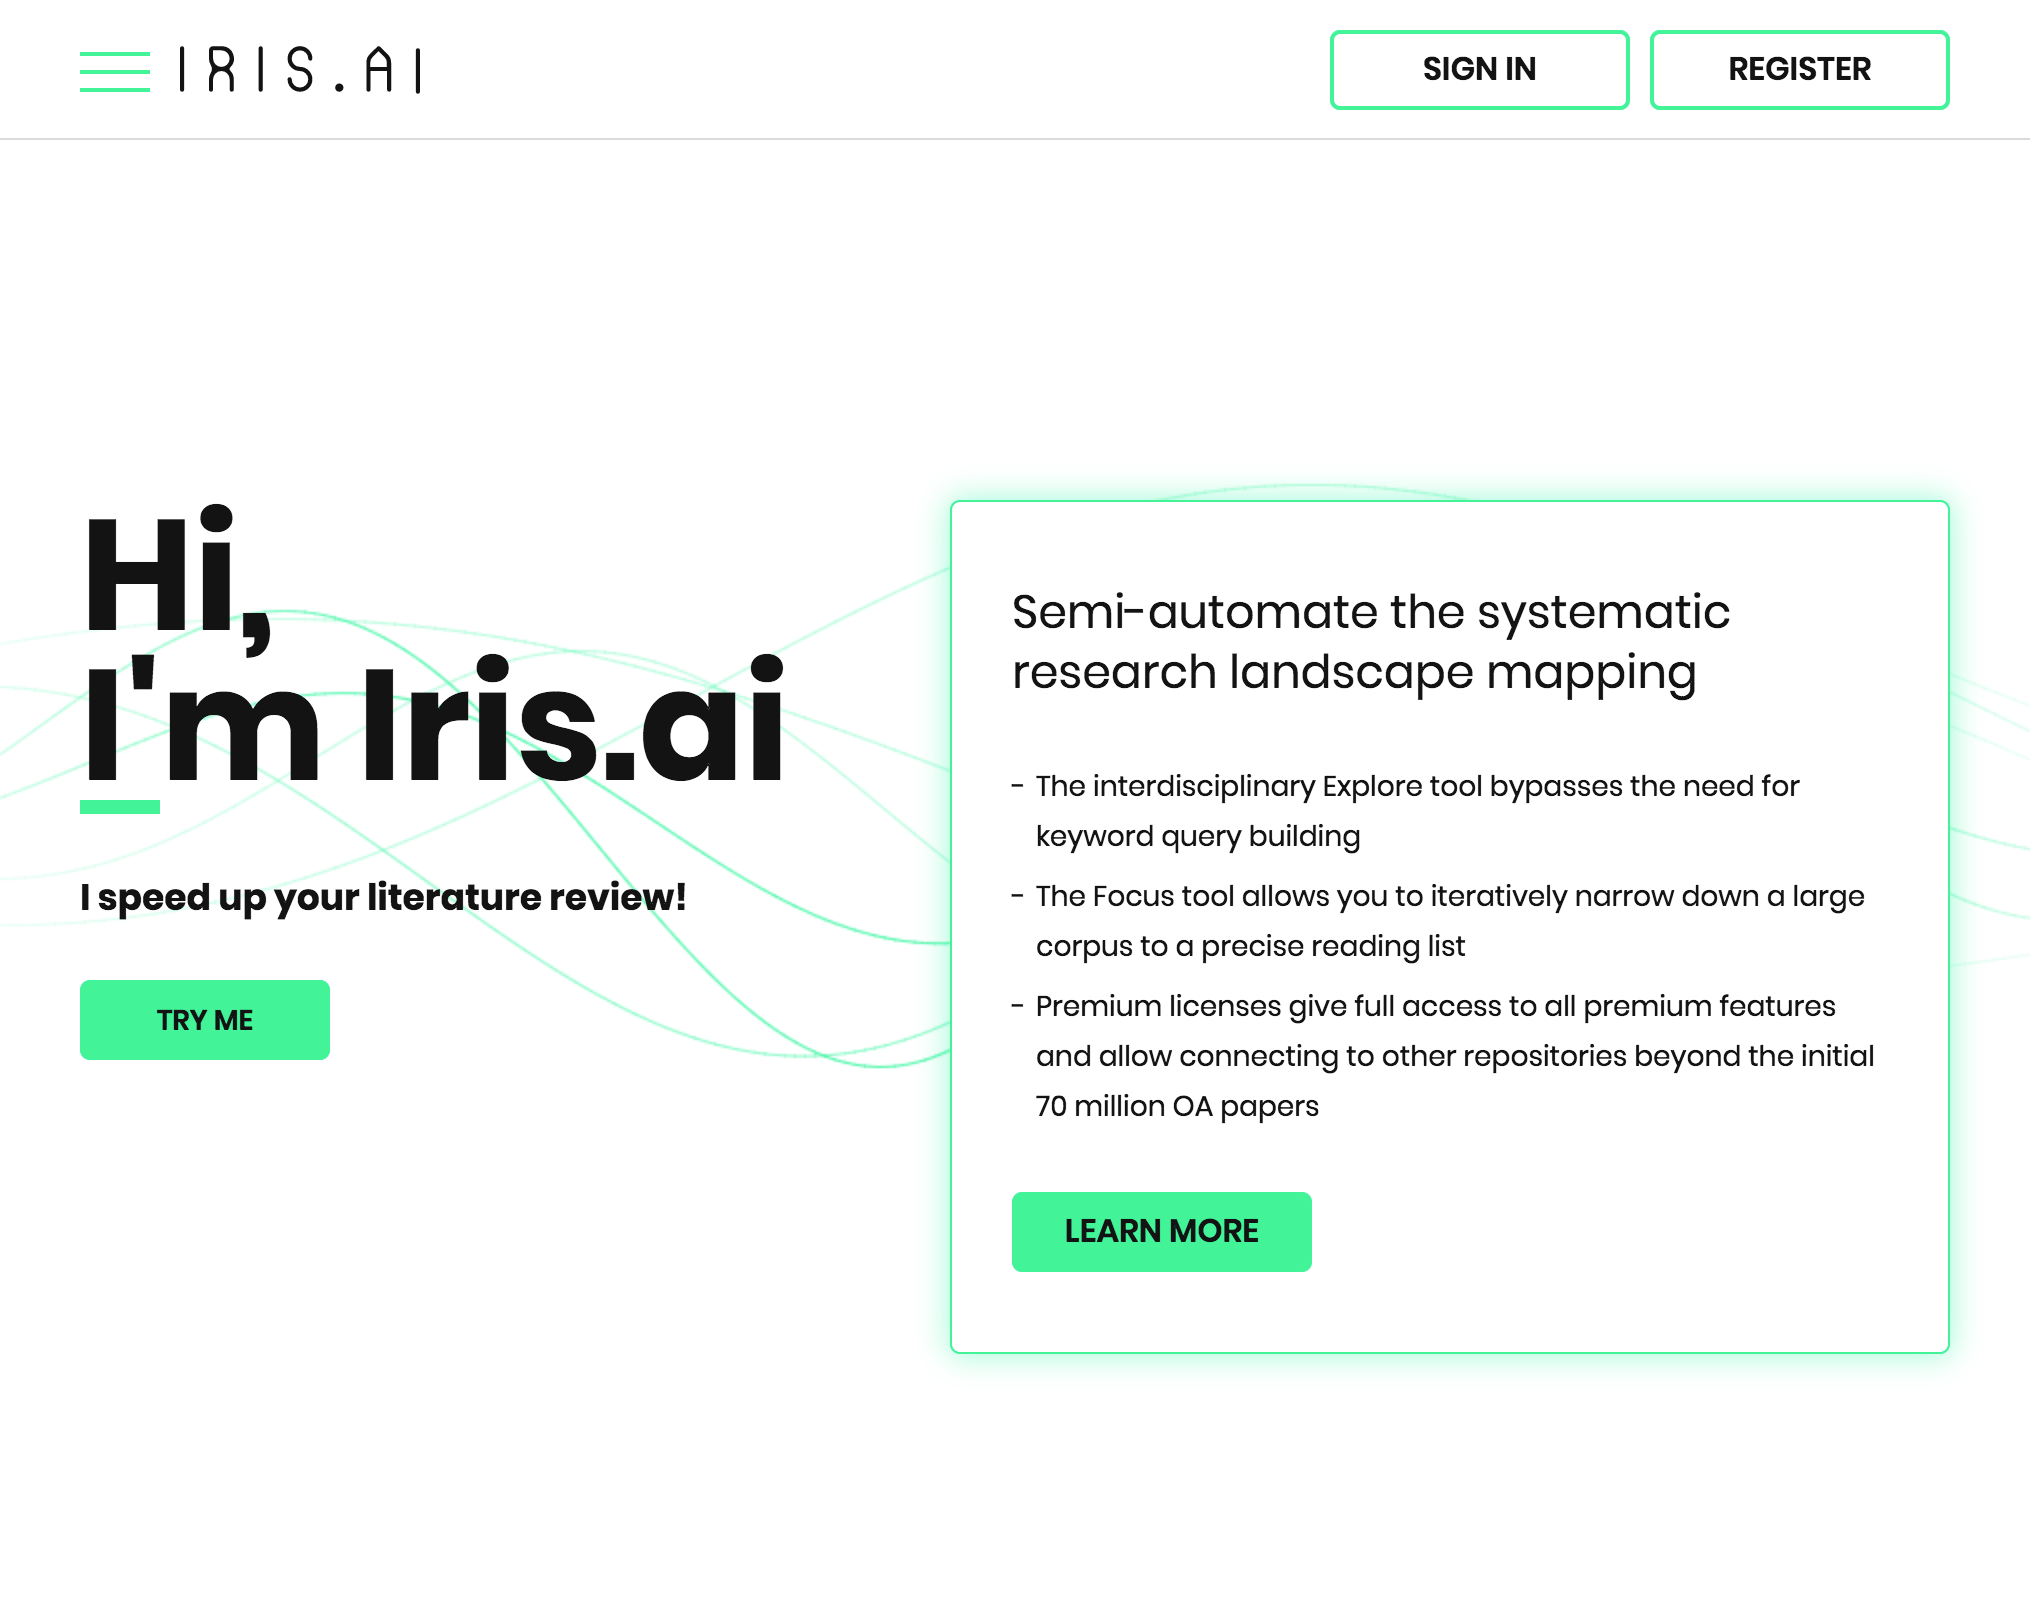 IRIS.AI
SIGN IN
REGISTER
Hi,
I'm Iris.ai
I speed up your literature review!
TRY ME
Semi-automate the systematic
research landscape mapping
- The interdisciplinary Explore tool bypasses the need for
keyword query building
- The Focus tool allows you to iteratively narrow down a large
corpus to a precise reading list
- Premium licenses give full access to all premium features
and allow connecting to other repositories beyond the initial
70 million OA papers
LEARN MORE